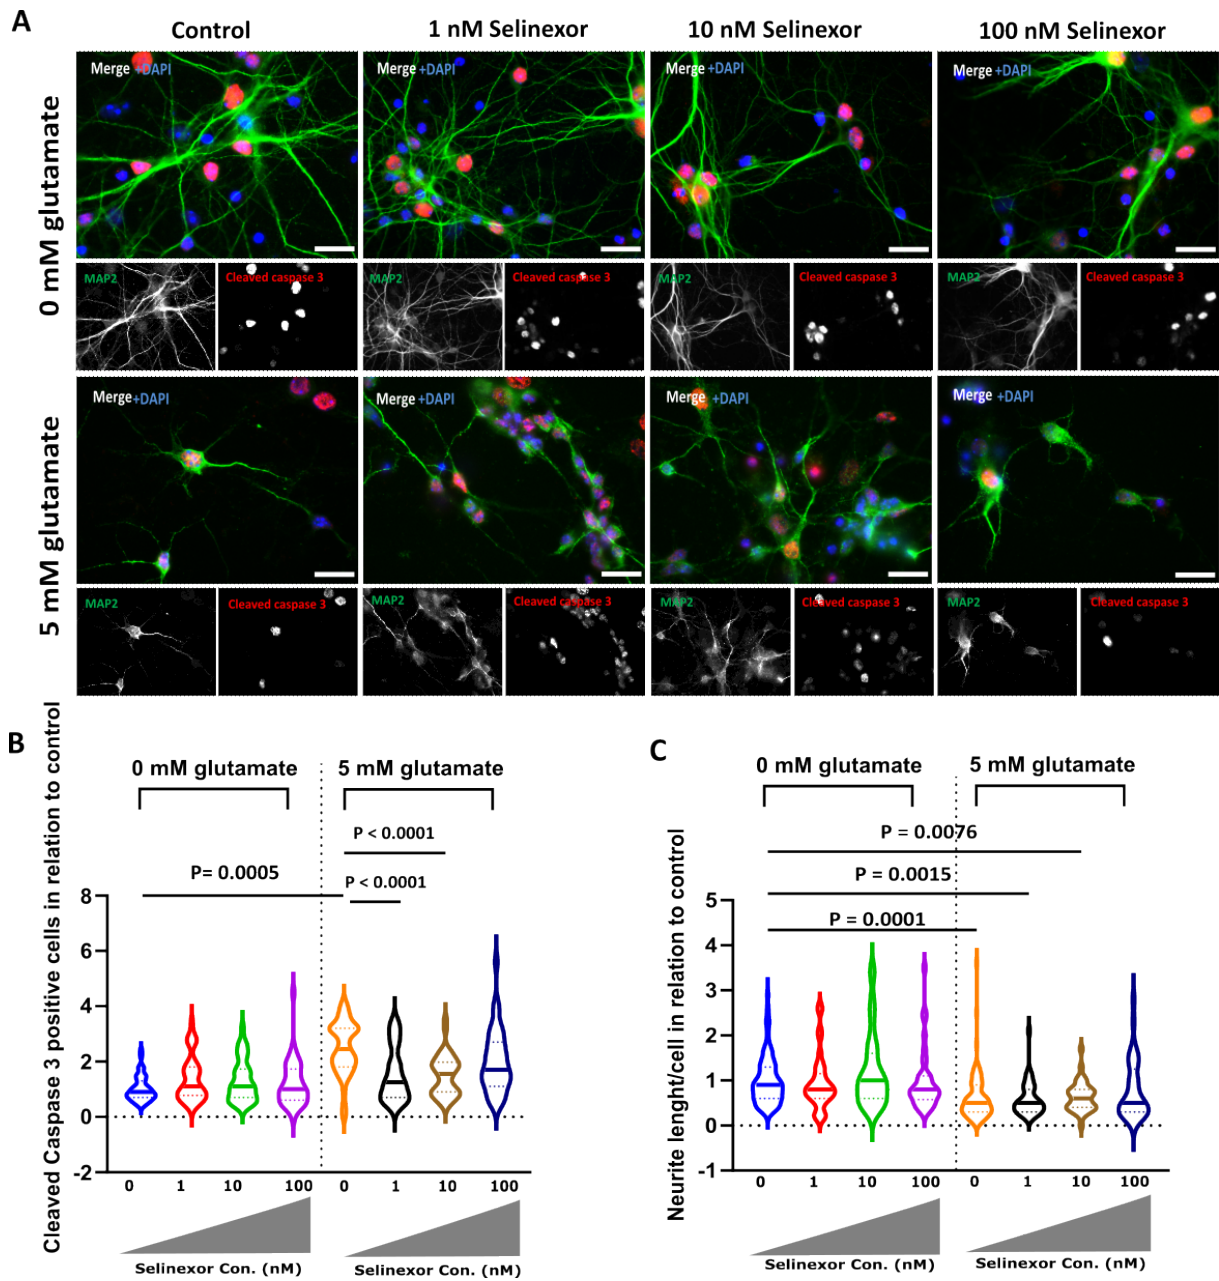 A
Control
1 nM Selinexor
10 nM Selinexor
100 nM Selinexor
0 mM glutamate
Merge +DAPI
Merge +DAPI
Merge +DAPI
Merge +DAPI
MAP2
Cleaved caspase 3
MAP2
Cleaved caspase 3
MAP2
Cleaved caspase 3
MAP2
Cleaved caspase 3
5 mM glutamate
Merge +DAPI
Merge +DAPI
Merge +DAPI
Merge +DAPI
MAP2
Cleaved caspase 3
MAP2
Cleaved caspase 3
MAP2
Cleaved caspase 3
MAP2
Cleaved caspase 3
B
Cleaved Caspase 3 positive cells in relation to control
0 mM glutamate
5 mM glutamate
P < 0.0001
P= 0.0005
P < 0.0001
8
6
4
2
0
-2
0 1 10 100 0 1 10 100
Selinexor Con. (nM)
Selinexor Con. (nM)
C
Neurite lenght/cell in relation to control
0 mM glutamate
5 mM glutamate
P = 0.0076
P = 0.0015
P = 0.0001
5
4
3
2
1
0
-1
0 1 10 100 0 1 10 100
Selinexor Con. (nM)
Selinexor Con. (nM)